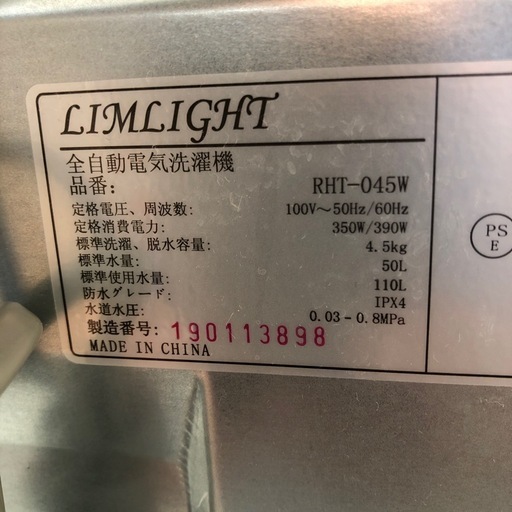 LIMLIGHT
全自動電気洗濯機
品番: RHT-045W
定格電圧、周波数: 100V～50Hz/60Hz
定格消費電力: 350W/390W
標準洗濯、脱水容量: 4.5kg
標準水量: 50L
標準使用水量: 110L
防水グレード: IPX4
水道水圧: 0.03-0.8MPa
製造番号: 190113898
MADE IN CHINA
PS
E